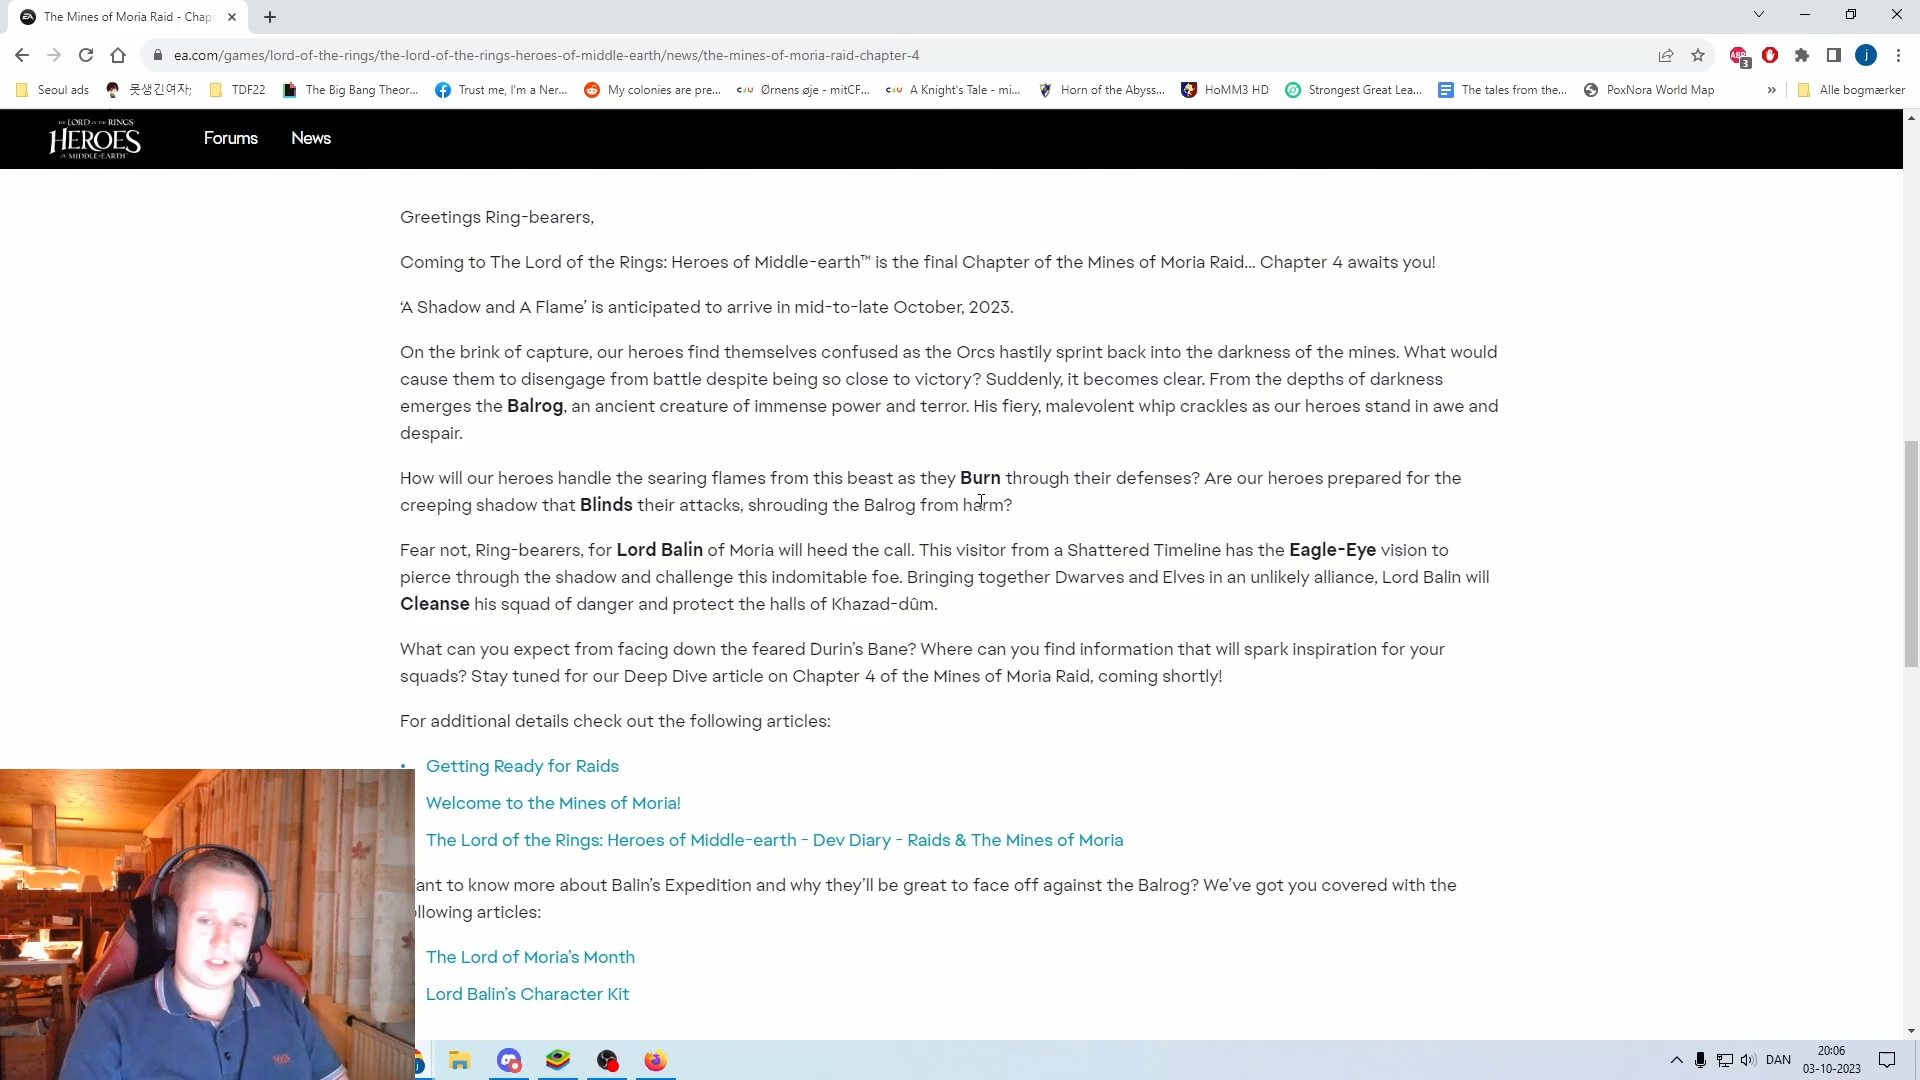 The Mines of Moria Raid - Chap
ea.com/games/lord-of-the-rings/the-lord-of-the-rings-heroes-of-middle-earth/news/the-mines-of-moria-raid-chapter-4
ABP
3
j
Seoul ads
못생긴여자;
TDF22
The Big Bang Theor...
Trust me, I'm a Ner...
My colonies are pre...
Ørnens øje - mitCF...
A Knight's Tale - mi...
Horn of the Abyss...
HoMM3 HD
Strongest Great Lea...
The tales from the...
PoxNora World Map
»
Alle bogmærker
THE LORD OF THE RINGS
HEROES
OF MIDDLE-EARTH
Forums
News
Greetings Ring-bearers,
Coming to The Lord of the Rings: Heroes of Middle-earth™ is the final Chapter of the Mines of Moria Raid... Chapter 4 awaits you!
‘A Shadow and A Flame’ is anticipated to arrive in mid-to-late October, 2023.
On the brink of capture, our heroes find themselves confused as the Orcs hastily sprint back into the darkness of the mines. What would
cause them to disengage from battle despite being so close to victory? Suddenly, it becomes clear. From the depths of darkness
emerges the Balrog, an ancient creature of immense power and terror. His fiery, malevolent whip crackles as our heroes stand in awe and
despair.
How will our heroes handle the searing flames from this beast as they Burn through their defenses? Are our heroes prepared for the
creeping shadow that Blinds their attacks, shrouding the Balrog from harm?
Fear not, Ring-bearers, for Lord Balin of Moria will heed the call. This visitor from a Shattered Timeline has the Eagle-Eye vision to
pierce through the shadow and challenge this indomitable foe. Bringing together Dwarves and Elves in an unlikely alliance, Lord Balin will
Cleanse his squad of danger and protect the halls of Khazad-dûm.
What can you expect from facing down the feared Durin’s Bane? Where can you find information that will spark inspiration for your
squads? Stay tuned for our Deep Dive article on Chapter 4 of the Mines of Moria Raid, coming shortly!
For additional details check out the following articles:
Getting Ready for Raids
Welcome to the Mines of Moria!
The Lord of the Rings: Heroes of Middle-earth - Dev Diary - Raids & The Mines of Moria
ant to know more about Balin’s Expedition and why they’ll be great to face off against the Balrog? We’ve got you covered with the
llowing articles:
The Lord of Moria’s Month
Lord Balin’s Character Kit
DAN
20:06
03-10-2023